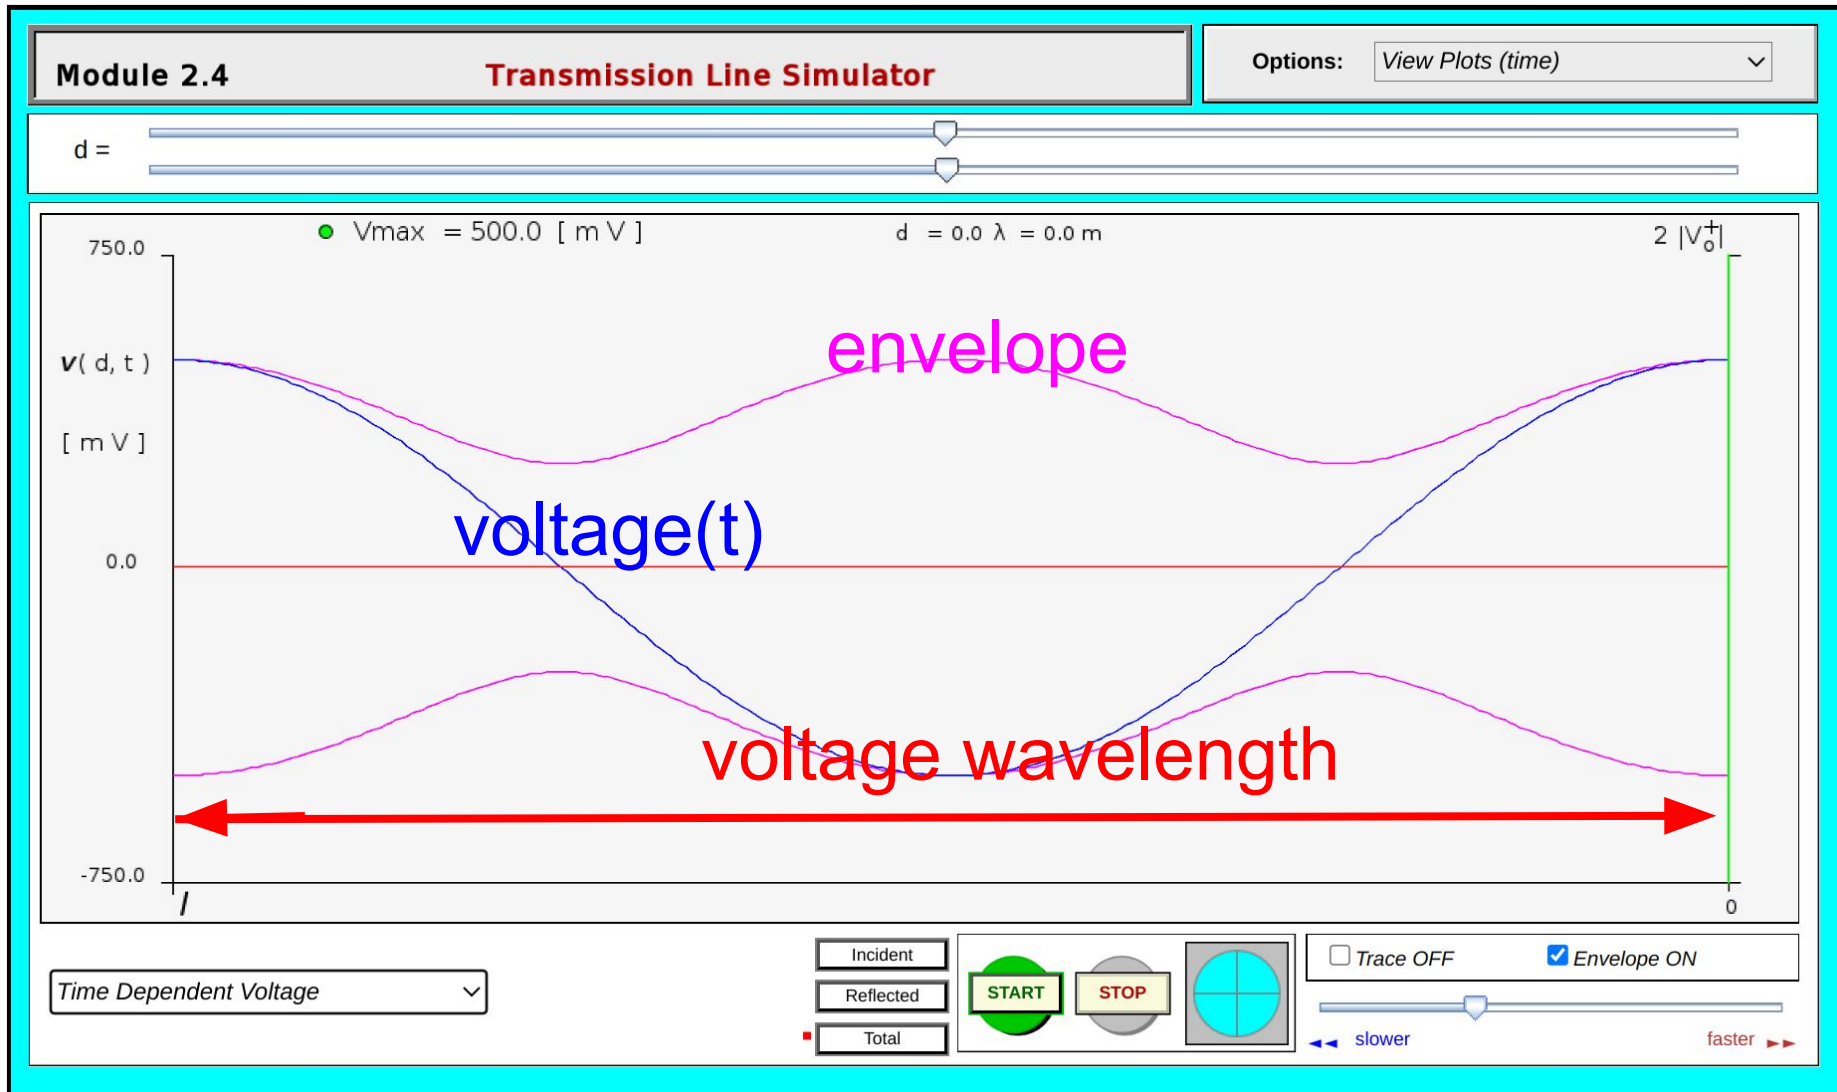 Module 2.4
Transmission Line Simulator
Options:
View Plots (time)
d =
Vmax = 500.0 [ m V ]
d = 0.0 λ = 0.0 m
2 |V₀⁺|
750.0
v( d, t )
[ m V ]
0.0
-750.0
envelope
voltage(t)
voltage wavelength
l
0
Time Dependent Voltage
Incident
Reflected
Total
START
STOP
Trace OFF
Envelope ON
slower
faster